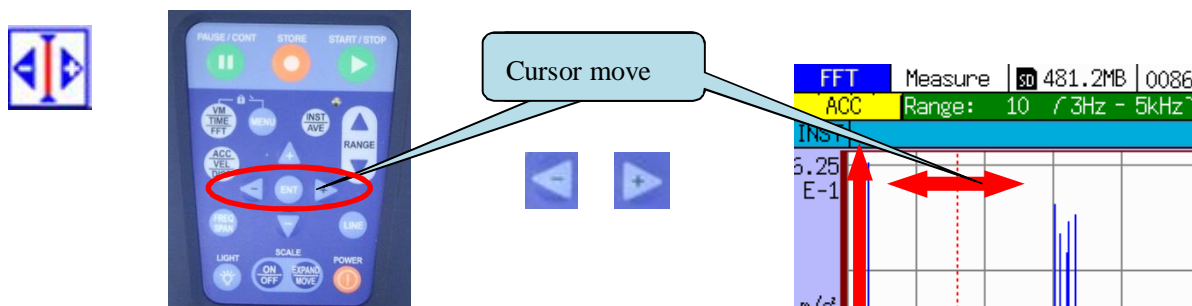 PAUSE / CONT STORE START / STOP
VM
TIME
FFT
MENU
INST
AVE
RANGE
ACC
VEL
+
- ENT +
FREQ
SPAN
-
LINE
LIGHT
SCALE
ON
OFF
EXPAND
MOVE
POWER
Cursor move
- +
FFT Measure SD 481.2MB 0086
ACC Range: 10 3Hz - 5kHz
INST
6.25
E-1
- +